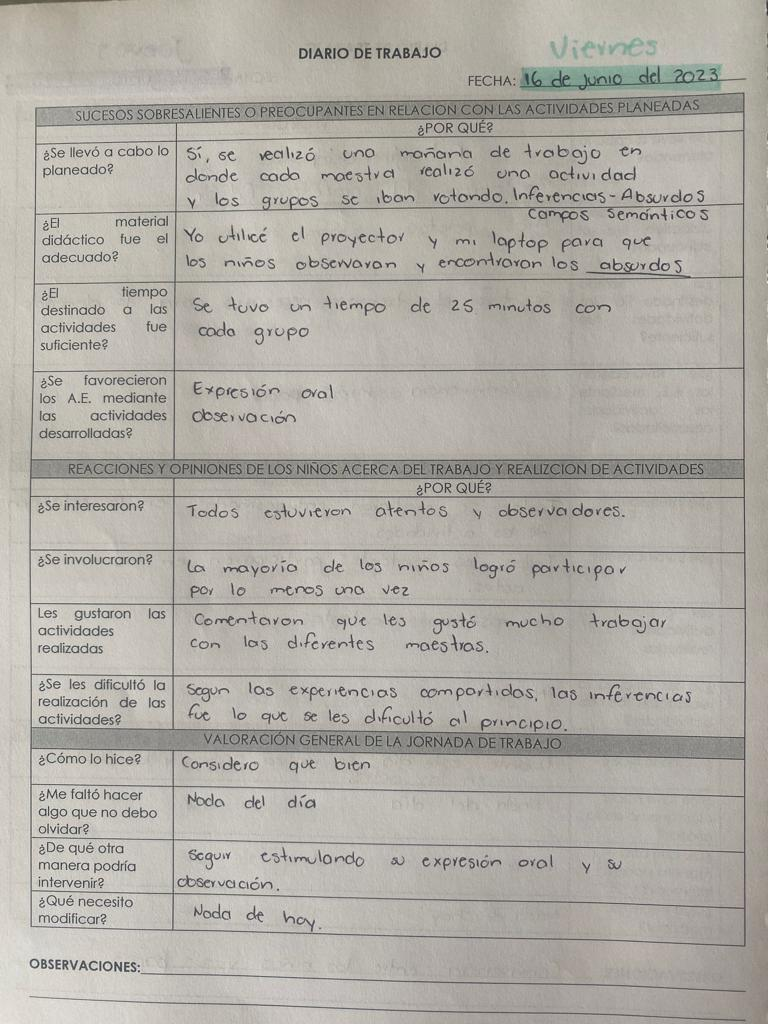 DIARIO DE TRABAJO
Viernes
FECHA: 16 de junio del 2023
SUCESOS SOBRESALIENTES O PREOCUPANTES EN RELACION CON LAS ACTIVIDADES PLANEADAS
¿POR QUÉ?
¿Se llevó a cabo lo
planeado?
Sí, se realizó una mañana de trabajo en
donde cada maestra realizó una actividad
y los grupos se iban rotando. Inferencias - Absurdos
Campos semánticos
¿El material
didáctico fue el
adecuado?
Yo utilicé el proyector y mi laptop para que
los niños observaran y encontraron los absurdos
¿El tiempo
destinado a las
actividades fue
suficiente?
Se tuvo un tiempo de 25 minutos con
cada grupo
¿Se favorecieron
los A.E. mediante
las actividades
desarrolladas?
Expresión oral
Observación
REACCIONES Y OPINIONES DE LOS NIÑOS ACERCA DEL TRABAJO Y REALIZCION DE ACTIVIDADES
¿POR QUÉ?
¿Se interesaron?
Todos estuvieron atentos y observadores.
¿Se involucraron?
La mayoría de los niños logró participar
por lo menos una vez
Les gustaron las
actividades
realizadas
Comentaron que les gustó mucho trabajar
con las diferentes maestras.
¿Se les dificultó la
realización de las
actividades?
Segun las experiencias compartidas, las inferencias
fue lo que se les dificultó al principio.
VALORACIÓN GENERAL DE LA JORNADA DE TRABAJO
¿Cómo lo hice?
Considero que bien
¿Me faltó hacer
algo que no debo
olvidar?
Nada del día
¿De qué otra
manera podría
intervenir?
Seguir estimulando su expresión oral y su
observación.
¿Qué necesito
modificar?
Nada de hoy.
OBSERVACIONES: